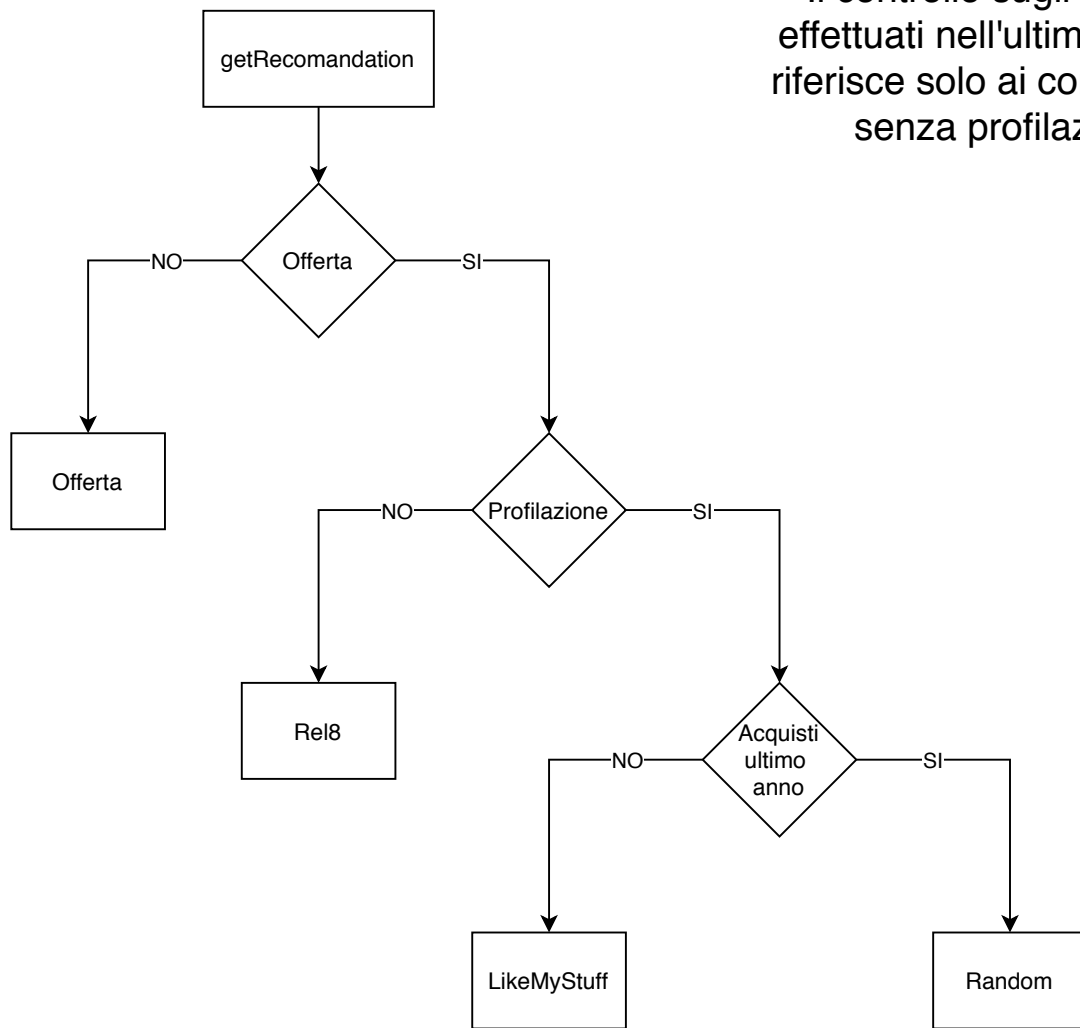 effettuati nell'ultim
riferisce solo ai co
senza profilaz
getRecomandation
Offerta
NO
SI
Offerta
Profilazione
NO
SI
Rel8
Acquisti
ultimo
anno
NO
SI
LikeMyStuff
Random